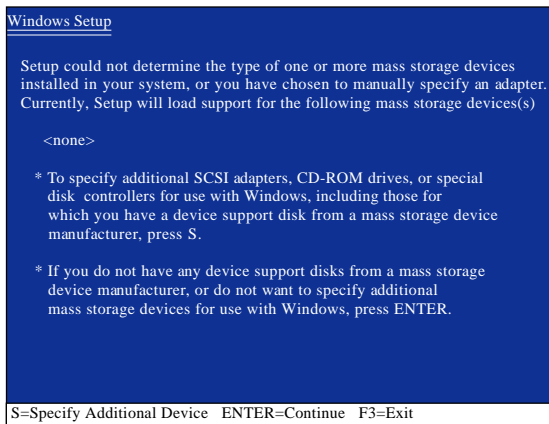 Windows Setup
Setup could not determine the type of one or more mass storage devices
installed in your system, or you have chosen to manually specify an adapter.
Currently, Setup will load support for the following mass storage devices(s)
<none>
* To specify additional SCSI adapters, CD-ROM drives, or special
disk controllers for use with Windows, including those for
which you have a device support disk from a mass storage device
manufacturer, press S.
* If you do not have any device support disks from a mass storage
device manufacturer, or do not want to specify additional
mass storage devices for use with Windows, press ENTER.
S=Specify Additional Device ENTER=Continue F3=Exit